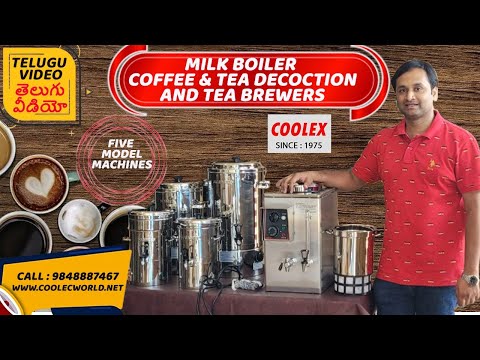 TELUGU
VIDEO
తెలుగు
వీడియో
MILK BOILER
COFFEE & TEA DECOCTION
AND TEA BREWERS
COOLEX
SINCE : 1975
FIVE
MODEL
MACHINES
CALL : 9848887467
WWW.COOLECWORLD.NET